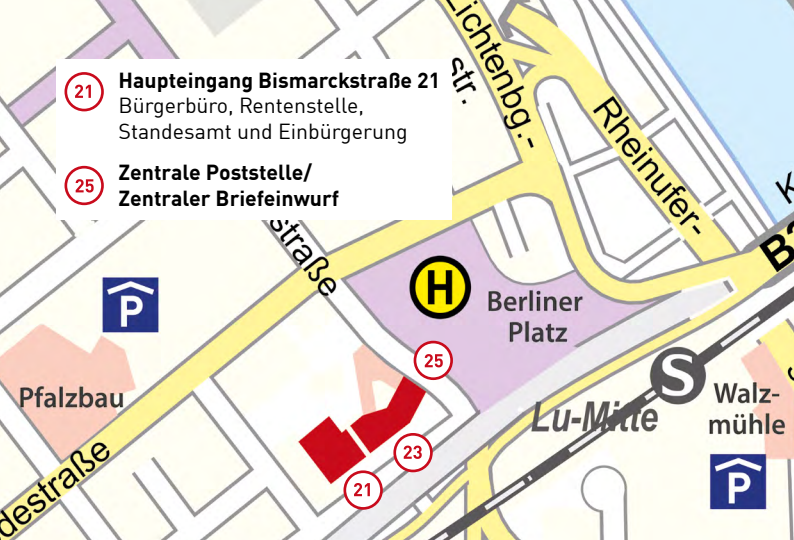 21 Haupteingang Bismarckstraße 21
Bürgerbüro, Rentenstelle,
Standesamt und Einbürgerung
25 Zentrale Poststelle/
Zentraler Briefeinwurf
Lichtenbg.-
str.
Rheinufer-
K
straße
H
Berliner
Platz
P
25
S
Pfalzbau
Lu-Mitte
Walz-
mühle
23
destraße
21
P